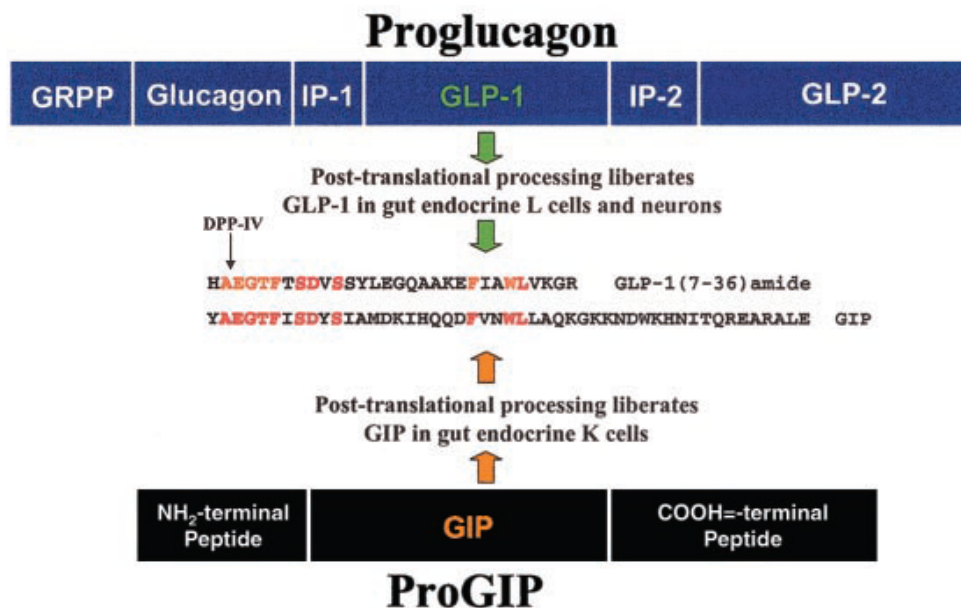 Proglucagon
GRPP Glucagon IP-1 GLP-1 IP-2 GLP-2
Post-translational processing liberates
GLP-1 in gut endocrine L cells and neurons
DPP-IV
HAEGTFTSDVSSYLEGQAAKEFIAWLVKGR GLP-1(7-36)amide
YAEGTFISDYSIAMDKIHQQDFVNWLLAQKGKKNDWKHNITQREARALE GIP
Post-translational processing liberates
GIP in gut endocrine K cells
NH₂-terminal
Peptide
GIP
COOH=-terminal
Peptide
ProGIP